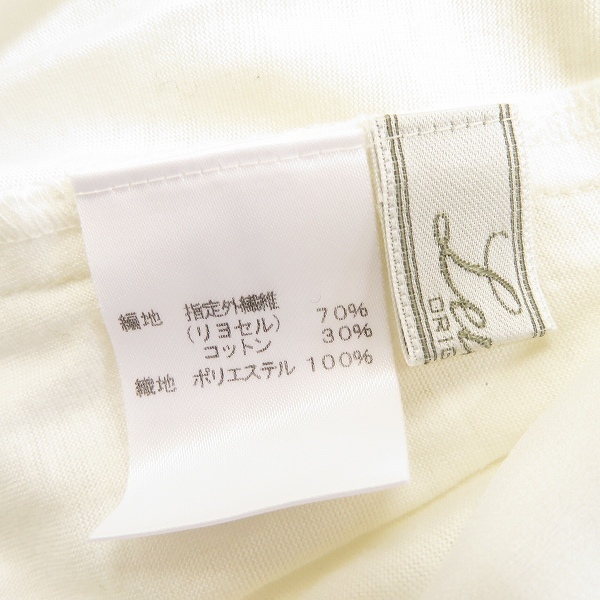 編地 指定外繊維
(リヨセル) 70%
コットン 30%
織地 ポリエステル 100%